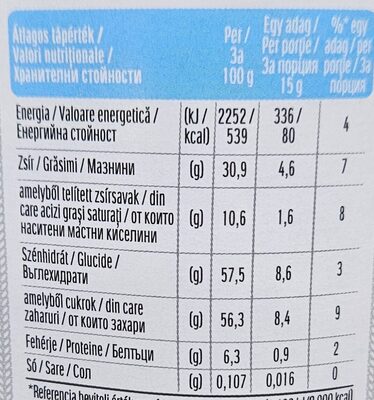 Átlagos tápérték / Per / Egy adag / %* egy
Valori nutriționale / За Per porție / adag / per
Хранителни стойности 100 g За порция porție / За
15 g порция
Energia / Valoare energetică / (kJ / 2252 / 336 / 4
Енергийна стойност kcal) 539 80
Zsír / Grăsimi / Мазнини (g) 30,9 4,6 7
amelyből telített zsírsavak / din
care acizi grași saturați / от които (g) 10,6 1,6 8
наситени мастни киселини
Szénhidrát / Glucide / (g) 57,5 8,6 3
Въглехидрати
amelyből cukrok / din care (g) 56,3 8,4 9
zaharuri / от които захари
Fehérje / Proteine / Белтъци (g) 6,3 0,9 2
Só / Sare / Сол (g) 0,107 0,016 0
*Referencia beviteli